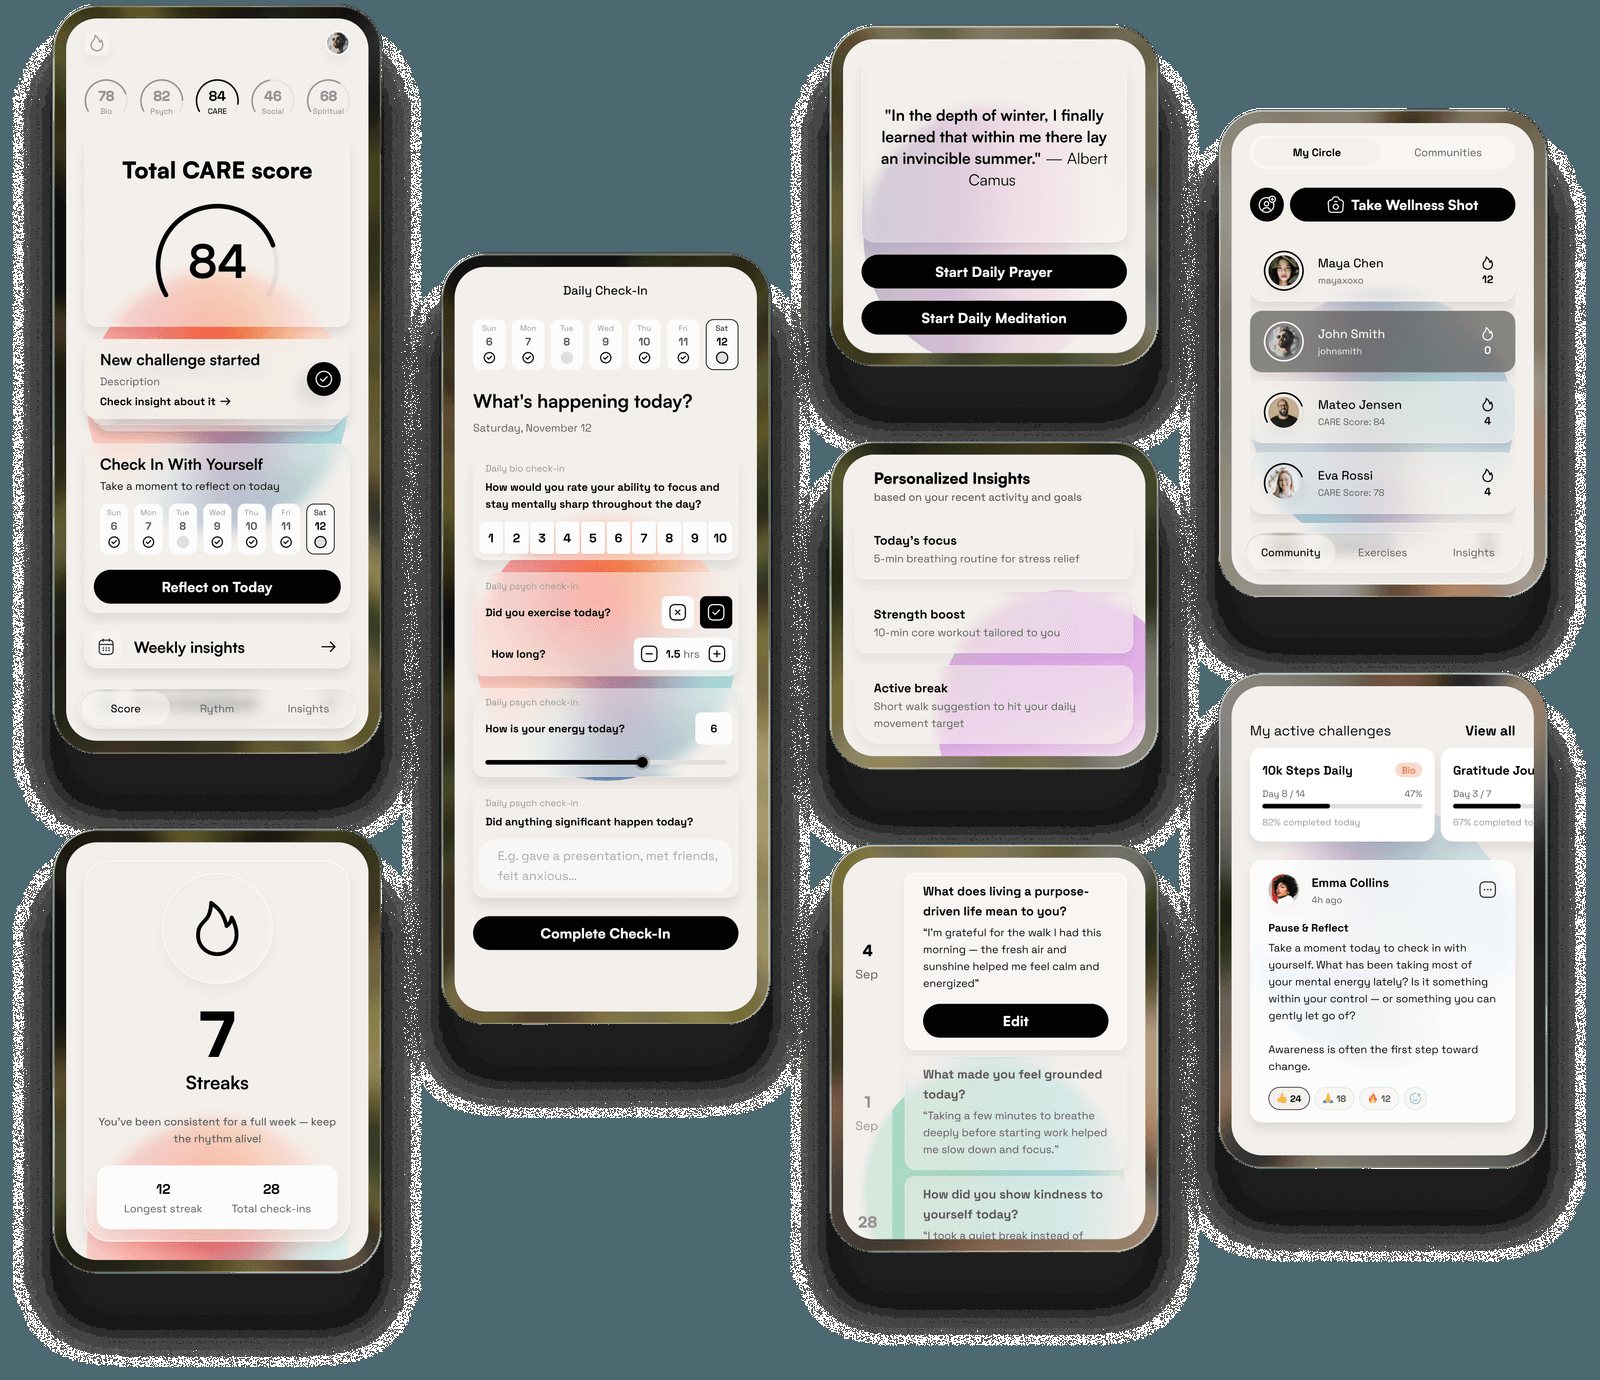 78
Bio
82
Psych
84
CARE
46
Social
68
Spiritual
Total CARE score
84
New challenge started
Description
Check insight about it →
Check In With Yourself
Take a moment to reflect on today
Sun Mon Tue Wed Thu Fri Sat
6 7 8 9 10 11 12
Reflect on Today
Weekly insights →
Score Rythm Insights
7
Streaks
You've been consistent for a full week — keep
the rhythm alive!
12 28
Longest streak Total check-ins
Daily Check-In
Sun Mon Tue Wed Thu Fri Sat
6 7 8 9 10 11 12
What's happening today?
Saturday, November 12
Daily bio check-in
How would you rate your ability to focus and
stay mentally sharp throughout the day?
1 2 3 4 5 6 7 8 9 10
Daily psych check-in
Did you exercise today?
How long? 1.5 hrs
Daily psych check-in
How is your energy today? 6
Daily psych check-in
Did anything significant happen today?
E.g. gave a presentation, met friends,
felt anxious...
Complete Check-In
"In the depth of winter, I finally
learned that within me there lay
an invincible summer." — Albert
Camus
Start Daily Prayer
Start Daily Meditation
Personalized Insights
based on your recent activity and goals
Today's focus
5-min breathing routine for stress relief
Strength boost
10-min core workout tailored to you
Active break
Short walk suggestion to hit your daily
movement target
4
Sep
What does living a purpose-
driven life mean to you?
"I'm grateful for the walk I had this
morning — the fresh air and
sunshine helped me feel calm and
energized"
Edit
1
Sep
What made you feel grounded
today?
"Taking a few minutes to breathe
deeply before starting work helped
me slow down and focus."
28
How did you show kindness to
yourself today?
"I took a quiet break instead of
My Circle Communities
Take Wellness Shot
Maya Chen
mayaxoxo
12
John Smith
johnsmith
0
Mateo Jensen
CARE Score: 84
4
Eva Rossi
CARE Score: 78
4
Community Exercises Insights
My active challenges View all
10k Steps Daily Bio
Day 8 / 14 47%
82% completed today
Gratitude Jou
Day 3 / 7
67% completed to
Emma Collins
4h ago
Pause & Reflect
Take a moment today to check in with
yourself. What has been taking most of
your mental energy lately? Is it something
within your control — or something you can
gently let go of?
Awareness is often the first step toward
change.
👍 24 🙏 18 🔥 12